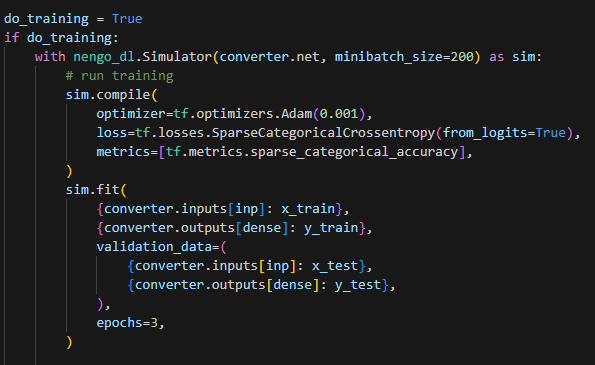 do_training = True
if do_training:
    with nengo_dl.Simulator(converter.net, minibatch_size=200) as sim:
        # run training
        sim.compile(
            optimizer=tf.optimizers.Adam(0.001),
            loss=tf.losses.SparseCategoricalCrossentropy(from_logits=True),
            metrics=[tf.metrics.sparse_categorical_accuracy],
        )
        sim.fit(
            {converter.inputs[inp]: x_train},
            {converter.outputs[dense]: y_train},
            validation_data=(
                {converter.inputs[inp]: x_test},
                {converter.outputs[dense]: y_test},
            ),
            epochs=3,
        )